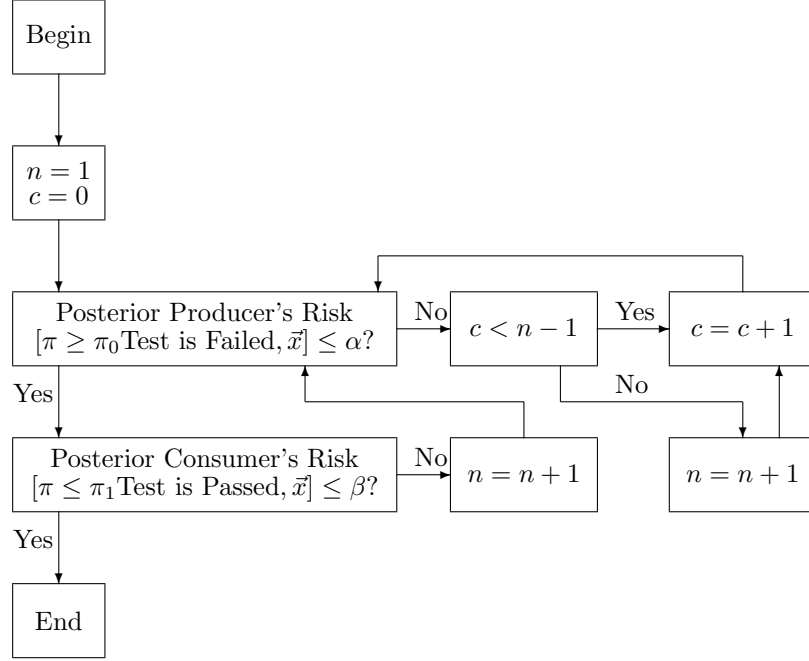 Begin
n = 1
c = 0
Posterior Producer's Risk
[π ≥ π₀Test is Failed, x⃗] ≤ α?
No
c < n − 1
Yes
c = c + 1
Yes
No
Posterior Consumer's Risk
[π ≤ π₁Test is Passed, x⃗] ≤ β?
No
n = n + 1
n = n + 1
Yes
End